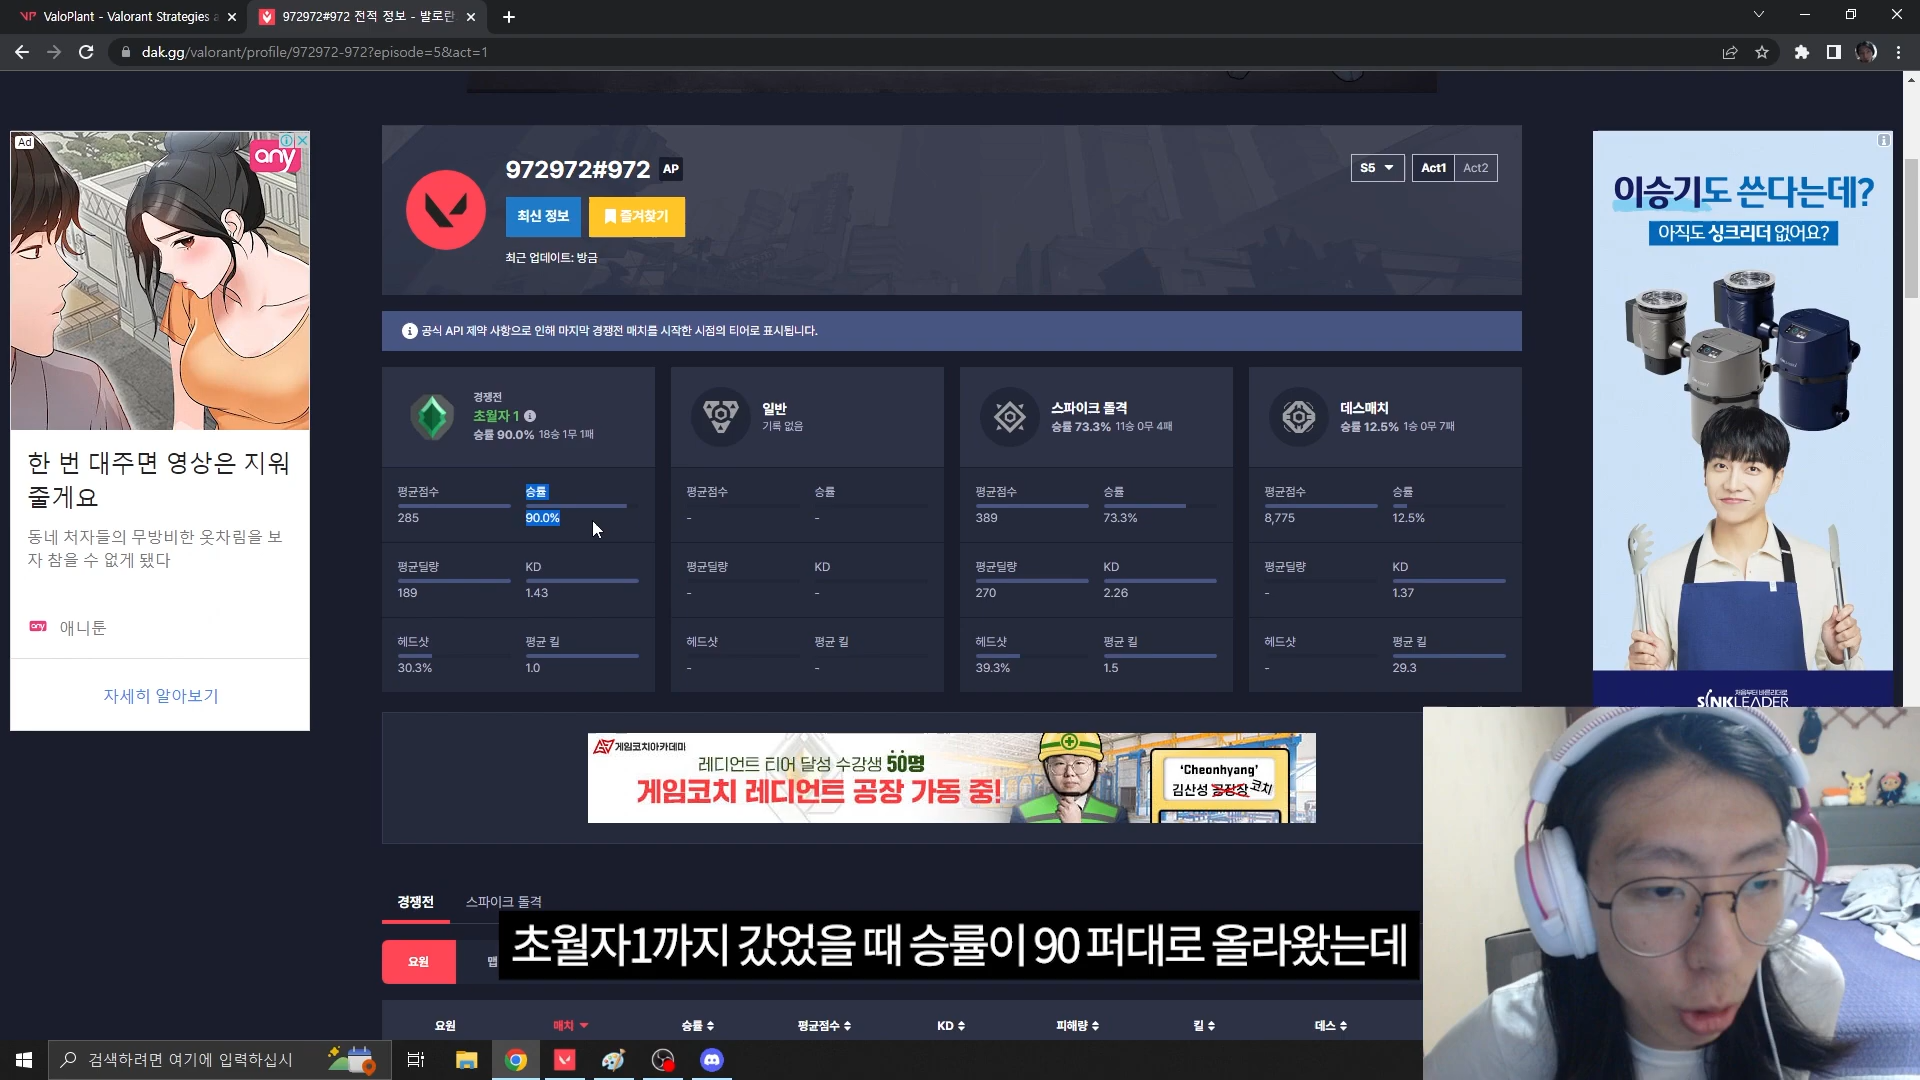 ValoPlant - Valorant Strategies a
972972#972 전적 정보 - 발로란
dak.gg/valorant/profile/972972-972?episode=5&act=1
Ad
any
한 번 대주면 영상은 지워
줄게요
동네 처자들의 무방비한 옷차림을 보
자 참을 수 없게 됐다
any 애니툰
자세히 알아보기
972972#972 AP
최신 정보
즐겨찾기
최근 업데이트: 방금
S5
Act1 Act2
공식 API 제약 사항으로 인해 마지막 경쟁전 매치를 시작한 시점의 티어로 표시됩니다.
경쟁전
초월자 1
승률 90.0% 18승 1무 1패
평균점수 승률
285 90.0%
평균딜량 KD
189 1.43
헤드샷 평균 킬
30.3% 1.0
일반
기록 없음
평균점수 승률
- -
평균딜량 KD
- -
헤드샷 평균 킬
- -
스파이크 돌격
승률 73.3% 11승 0무 4패
평균점수 승률
389 73.3%
평균딜량 KD
270 2.26
헤드샷 평균 킬
39.3% 1.5
데스매치
승률 12.5% 1승 0무 7패
평균점수 승률
8,775 12.5%
평균딜량 KD
- 1.37
헤드샷 평균 킬
- 29.3
이승기도 쓴다는데?
아직도 싱크리더 없어요?
처음부터 바른리더로
SINKLEADER
게임코치아카데미
레디언트 티어 달성 수강생 50명
게임코치 레디언트 공장 가동 중!
'Cheonhyang'
김산성 공장장 코치
경쟁전 스파이크 돌격
요원 맵
초월자1까지 갔었을 때 승률이 90 퍼대로 올라왔는데
요원 매치 승률 평균점수 KD 피해량 킬 데스
검색하려면 여기에 입력하십시